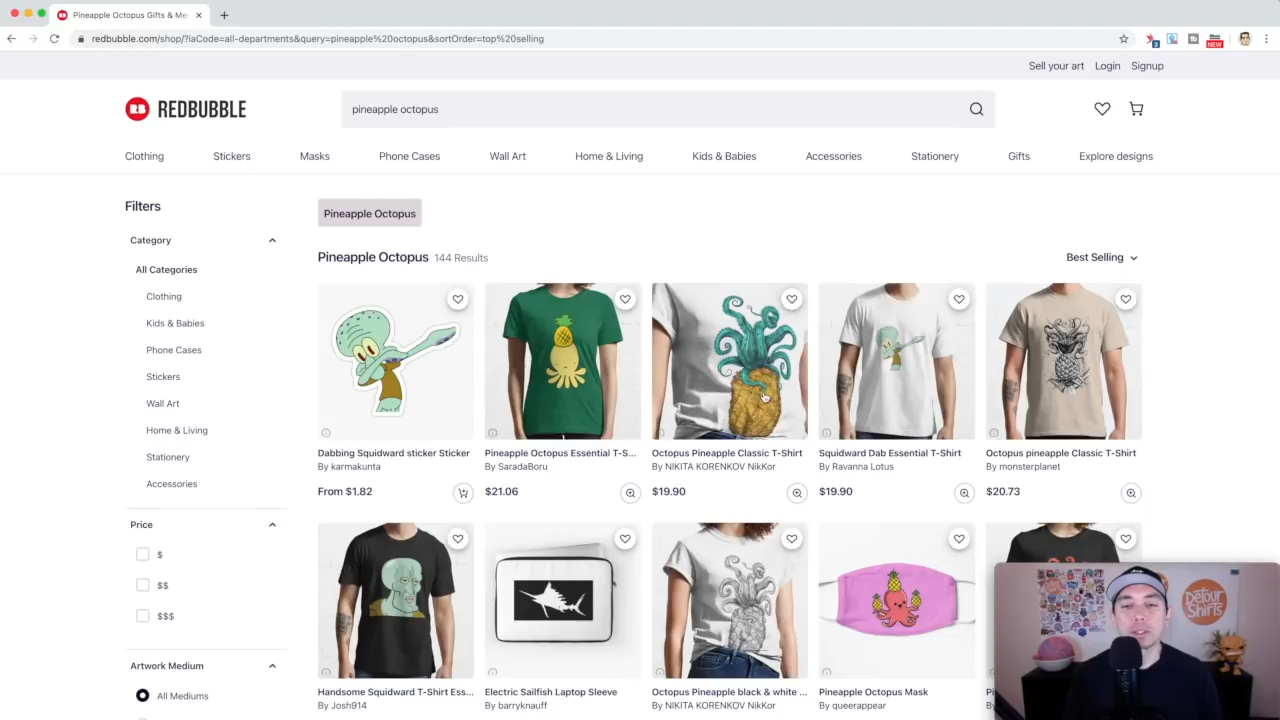 Pineapple Octopus Gifts & Mer
redbubble.com/shop/?iaCode=all-departments&query=pineapple%20octopus&sortOrder=top%20selling
3
NEW
Sell your art Login Signup
RB REDBUBBLE
pineapple octopus
Clothing Stickers Masks Phone Cases Wall Art Home & Living Kids & Babies Accessories Stationery Gifts Explore designs
Filters
Pineapple Octopus
Category
Pineapple Octopus 144 Results
Best Selling
All Categories
Clothing
Kids & Babies
Phone Cases
Stickers
Wall Art
Home & Living
Stationery
Accessories
Dabbing Squidward sticker Sticker
By karmakunta
From $1.82
Pineapple Octopus Essential T-S...
By SaradaBoru
$21.06
Octopus Pineapple Classic T-Shirt
By NIKITA KORENKOV NikKor
$19.90
Squidward Dab Essential T-Shirt
By Ravanna Lotus
$19.90
Octopus pineapple Classic T-Shirt
By monsterplanet
$20.73
Price
$
$$
$$$
Artwork Medium
All Mediums
Handsome Squidward T-Shirt Ess...
By Josh914
Electric Sailfish Laptop Sleeve
By barryknauff
Octopus Pineapple black & white ...
By NIKITA KORENKOV NikKor
Pineapple Octopus Mask
By queerappear
DETOUR
SHIRTS